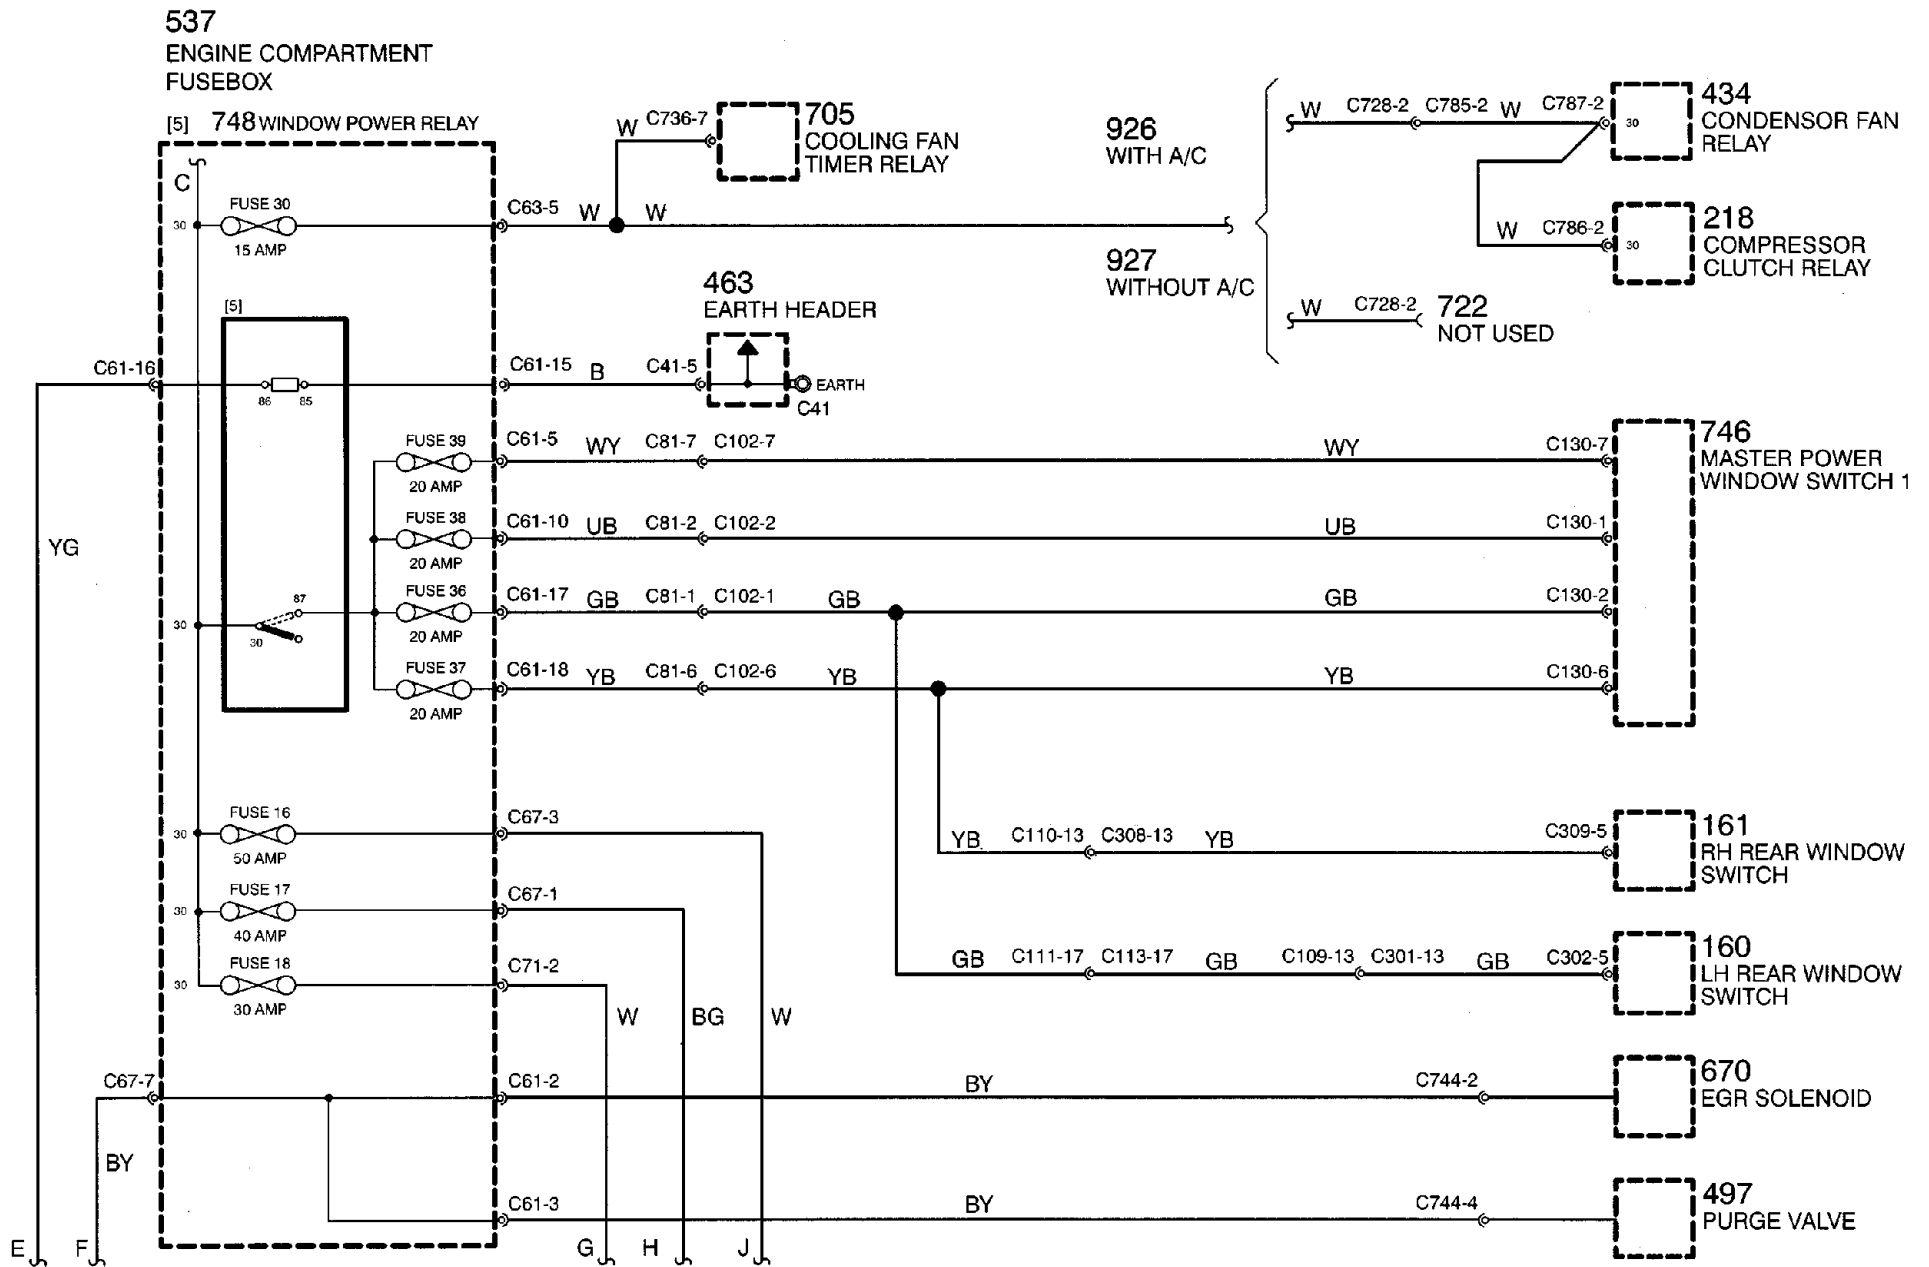 537
ENGINE COMPARTMENT
FUSEBOX
[5] 748 WINDOW POWER RELAY
C
30
FUSE 30
15 AMP
C63-5
W
W
W
C736-7
705
COOLING FAN
TIMER RELAY
926
WITH A/C
927
WITHOUT A/C
W
C728-2
C785-2
W
C787-2
30
434
CONDENSOR FAN
RELAY
W
C786-2
30
218
COMPRESSOR
CLUTCH RELAY
W
C728-2
722
NOT USED
463
EARTH HEADER
[5]
C61-16
86
85
C61-15
B
C41-5
EARTH
C41
FUSE 39
20 AMP
C61-5
WY
C81-7
C102-7
WY
C130-7
746
MASTER POWER
WINDOW SWITCH 1
FUSE 38
20 AMP
C61-10
UB
C81-2
C102-2
UB
C130-1
YG
30
30
87
FUSE 36
20 AMP
C61-17
GB
C81-1
C102-1
GB
GB
C130-2
FUSE 37
20 AMP
C61-18
YB
C81-6
C102-6
YB
YB
C130-6
30
FUSE 16
50 AMP
C67-3
YB
C110-13
C308-13
YB
C309-5
161
RH REAR WINDOW
SWITCH
30
FUSE 17
40 AMP
C67-1
30
FUSE 18
30 AMP
C71-2
GB
C111-17
C113-17
GB
C109-13
C301-13
GB
C302-5
160
LH REAR WINDOW
SWITCH
W
BG
W
C67-7
C61-2
BY
C744-2
670
EGR SOLENOID
BY
C61-3
BY
C744-4
497
PURGE VALVE
E
F
G
H
J